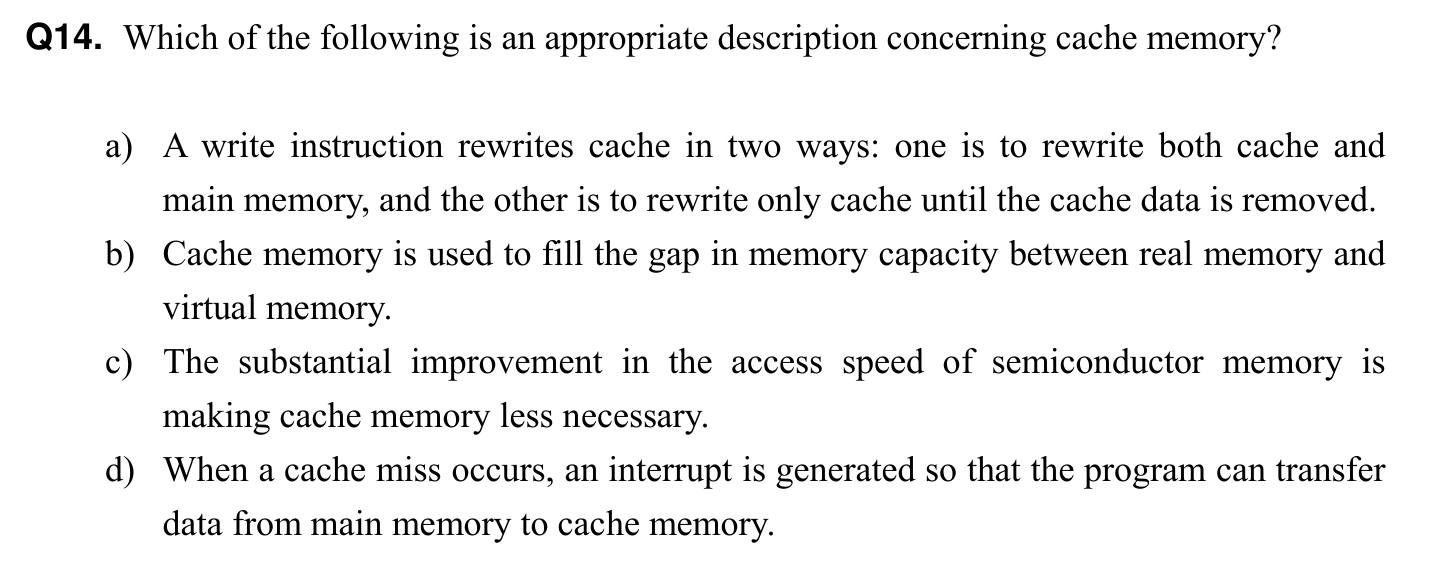 Q14. Which of the following is an appropriate description concerning cache memory?
a) A write instruction rewrites cache in two ways: one is to rewrite both cache and
main memory, and the other is to rewrite only cache until the cache data is removed.
b) Cache memory is used to fill the gap in memory capacity between real memory and
virtual memory.
c) The substantial improvement in the access speed of semiconductor memory is
making cache memory less necessary.
d) When a cache miss occurs, an interrupt is generated so that the program can transfer
data from main memory to cache memory.